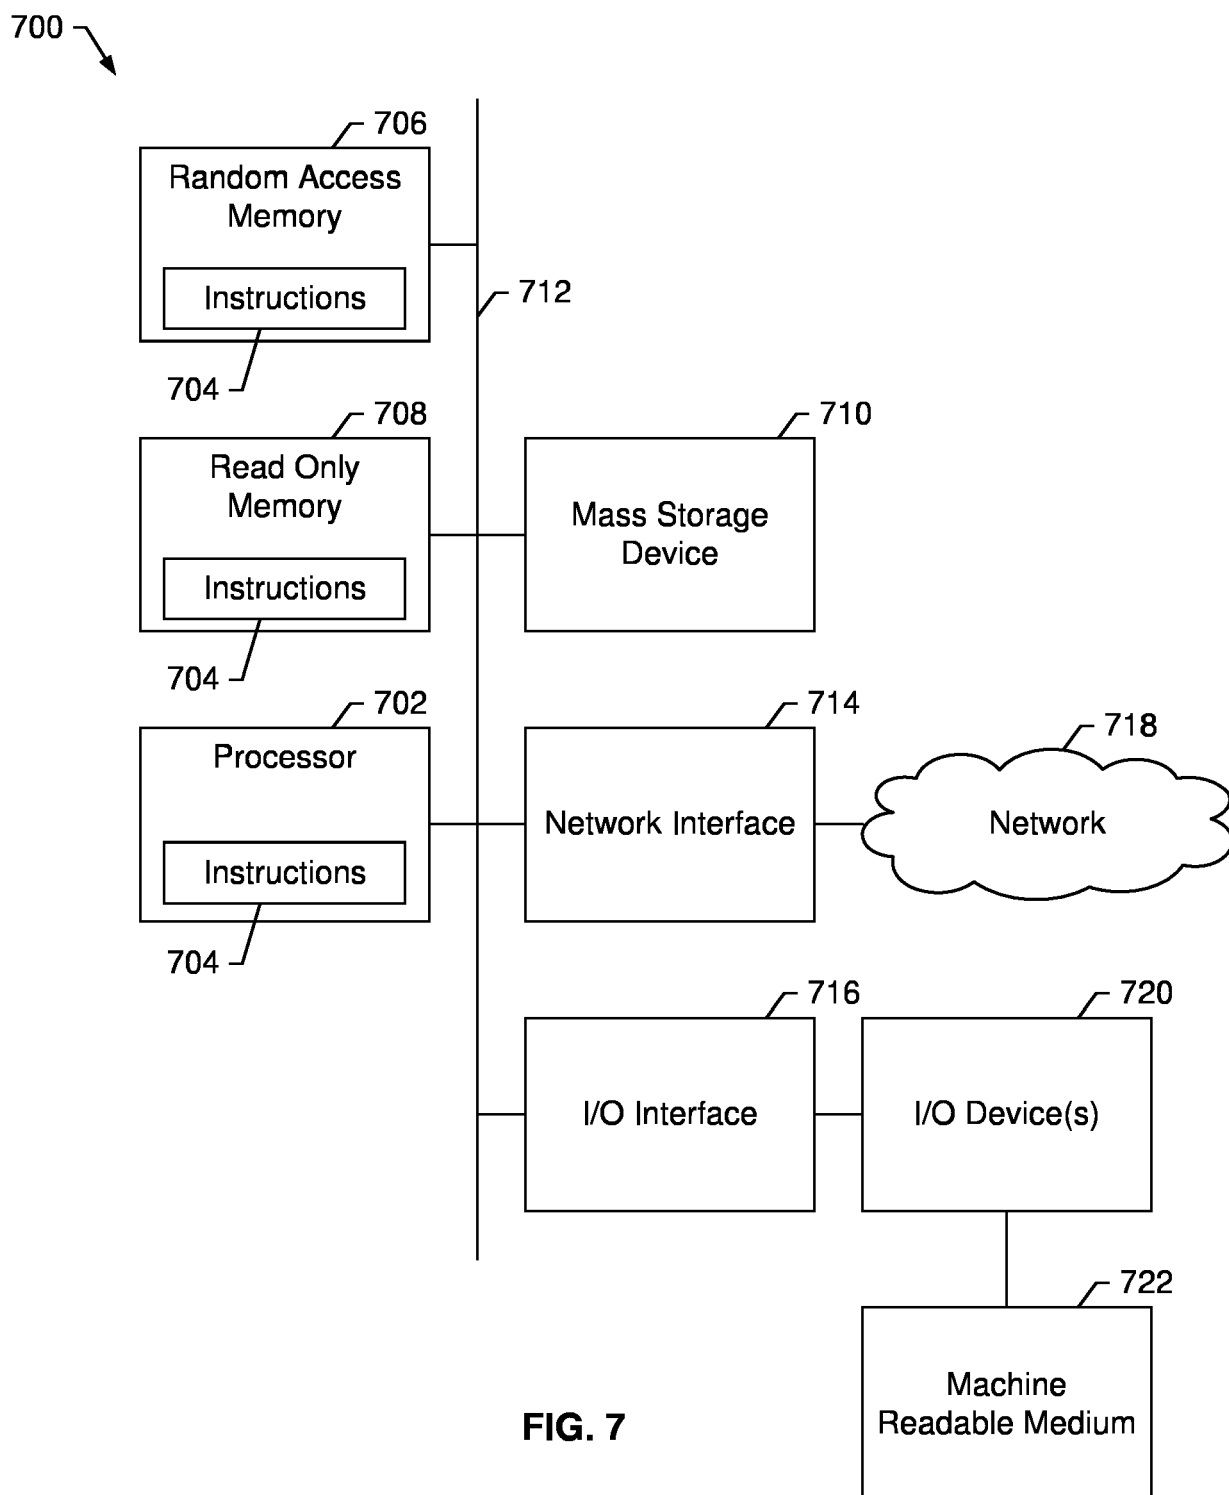 700
706
Random Access
Memory
Instructions
704
712
708
Read Only
Memory
Instructions
704
710
Mass Storage
Device
702
Processor
Instructions
704
714
Network Interface
718
Network
716
I/O Interface
720
I/O Device(s)
722
Machine
Readable Medium
FIG. 7